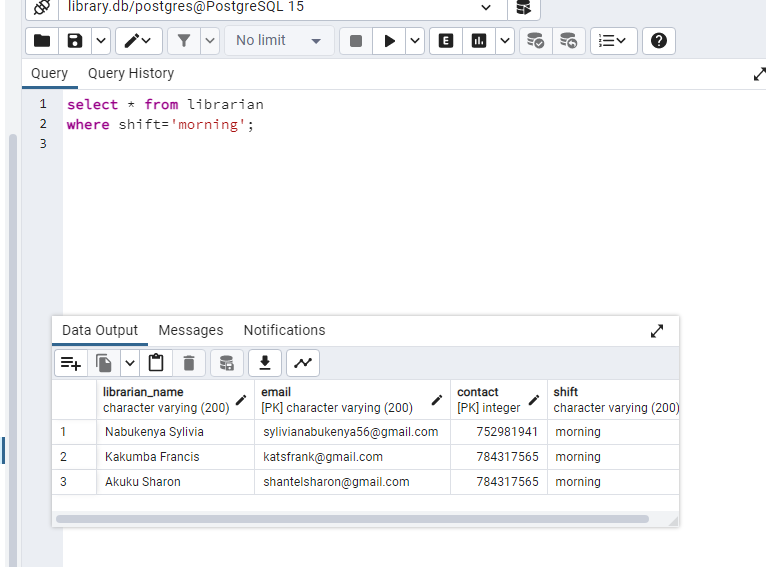 library.db/postgres@PostgreSQL 15
No limit
E
Query Query History
1 select * from librarian
2 where shift='morning';
3
Data Output Messages Notifications
librarian_name email contact shift
character varying (200) [PK] character varying (200) [PK] integer character varying (200)
1 Nabukenya Sylivia sylivianabukenya56@gmail.com 752981941 morning
2 Kakumba Francis katsfrank@gmail.com 784317565 morning
3 Akuku Sharon shantelsharon@gmail.com 784317565 morning